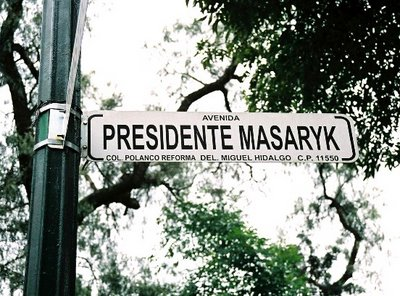 AVENIDA
PRESIDENTE MASARYK
COL. POLANCO REFORMA DEL. MIGUEL HIDALGO C.P. 11550